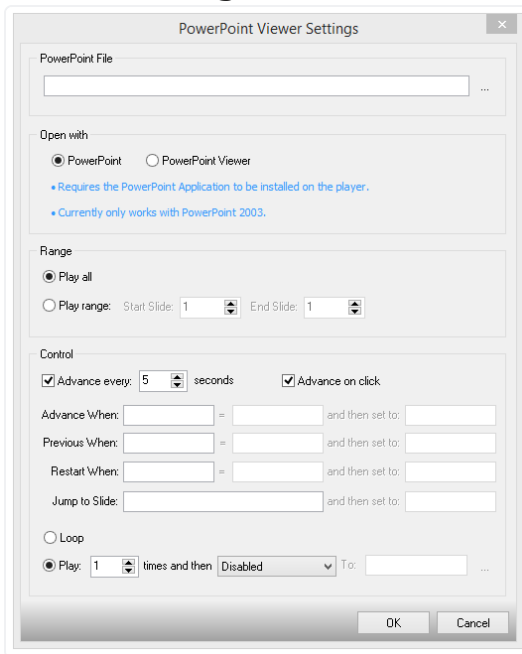 PowerPoint Viewer Settings ×
PowerPoint File
...
Open with
PowerPoint PowerPoint Viewer
• Requires the PowerPoint Application to be installed on the player.
• Currently only works with PowerPoint 2003.
Range
Play all
Play range: Start Slide: 1 End Slide: 1
Control
Advance every: 5 seconds Advance on click
Advance When: = and then set to:
Previous When: = and then set to:
Restart When: = and then set to:
Jump to Slide: and then set to:
Loop
Play: 1 times and then Disabled To: ...
OK Cancel